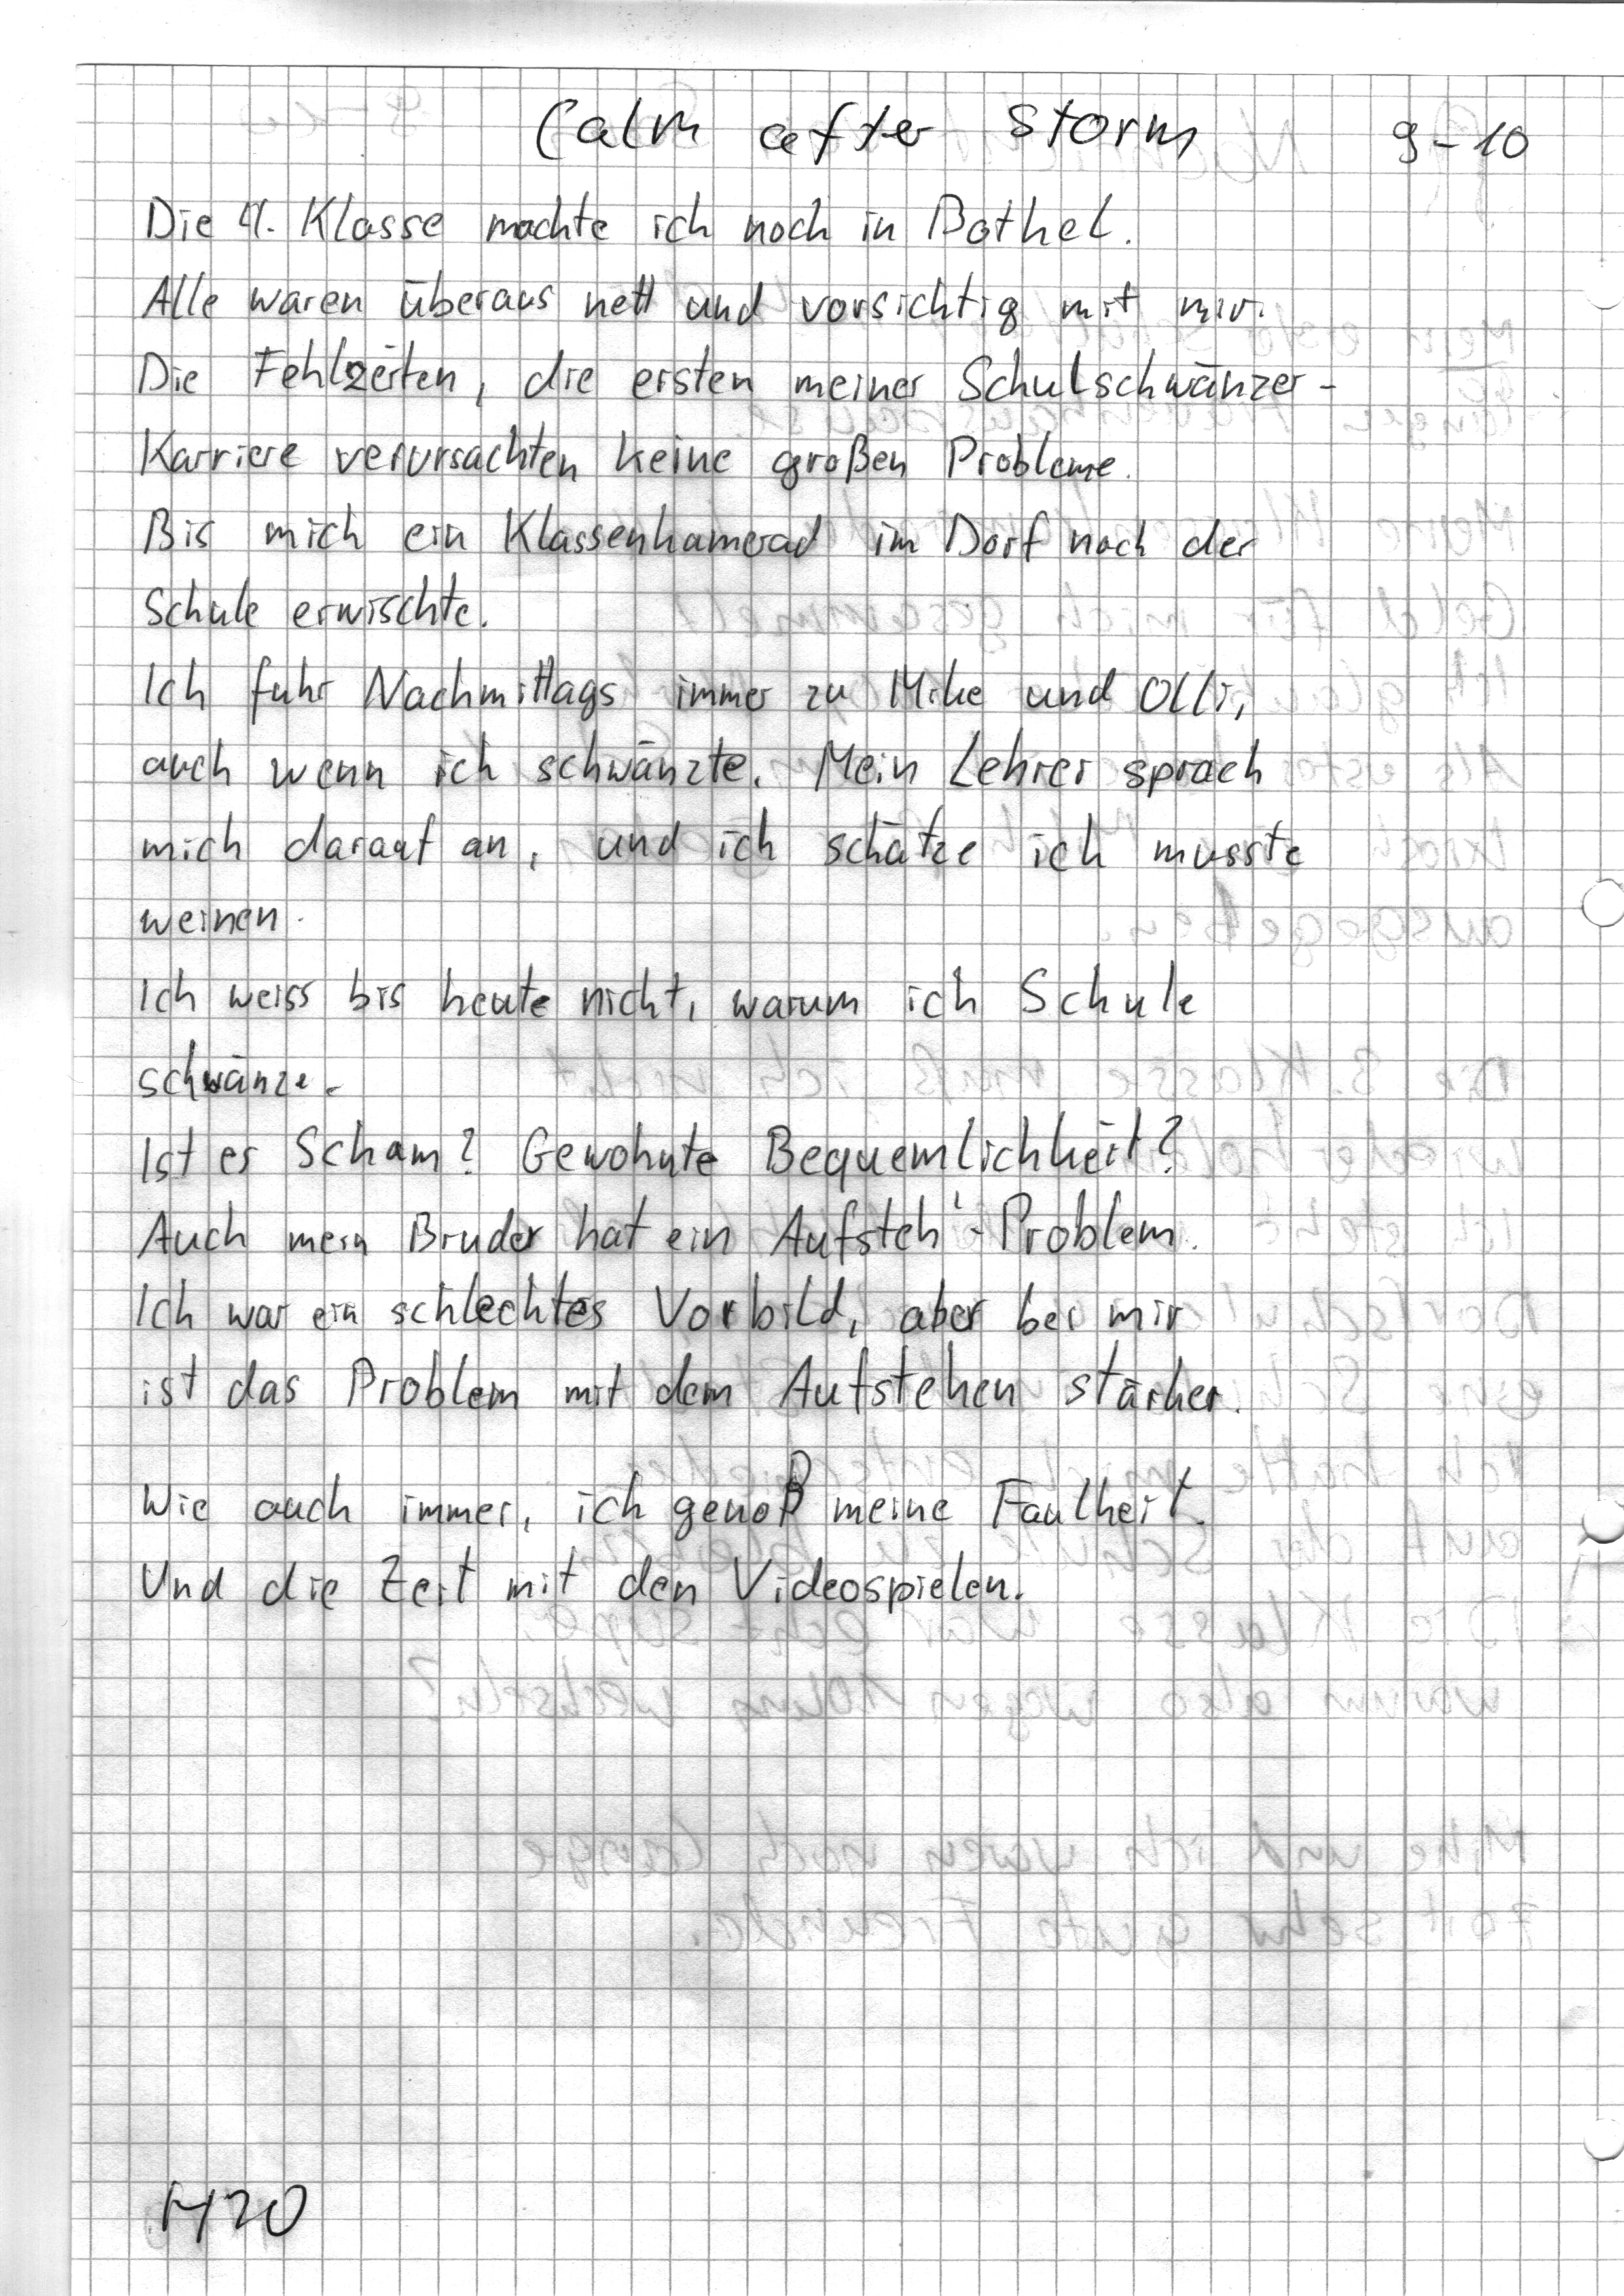 Calm after Storm 9-10
Die 4. Klasse machte ich noch in Bothel.
Alle waren überaus nett und vorsichtig mit mir.
Die Fehlzeiten, die ersten meiner Schulschwänzer-
Karriere verursachten keine großen Probleme.
Bis mich ein Klassenkamerad im Dorf nach der
Schule erwischte.
Ich fuhr Nachmittags immer zu Mike und Olli,
auch wenn ich schwänzte. Mein Lehrer sprach
mich darauf an, und ich schätze ich musste
weinen.
Ich weiss bis heute nicht, warum ich Schule
schwänze.
Ist es Scham? Gewohnte Bequemlichkeit?
Auch mein Bruder hat ein Aufsteh'-Problem.
Ich war ein schlechtes Vorbild, aber bei mir
ist das Problem mit dem Aufstehen stärker.
Wie auch immer, ich genoß meine Faulheit.
Und die Zeit mit den Videospielen.